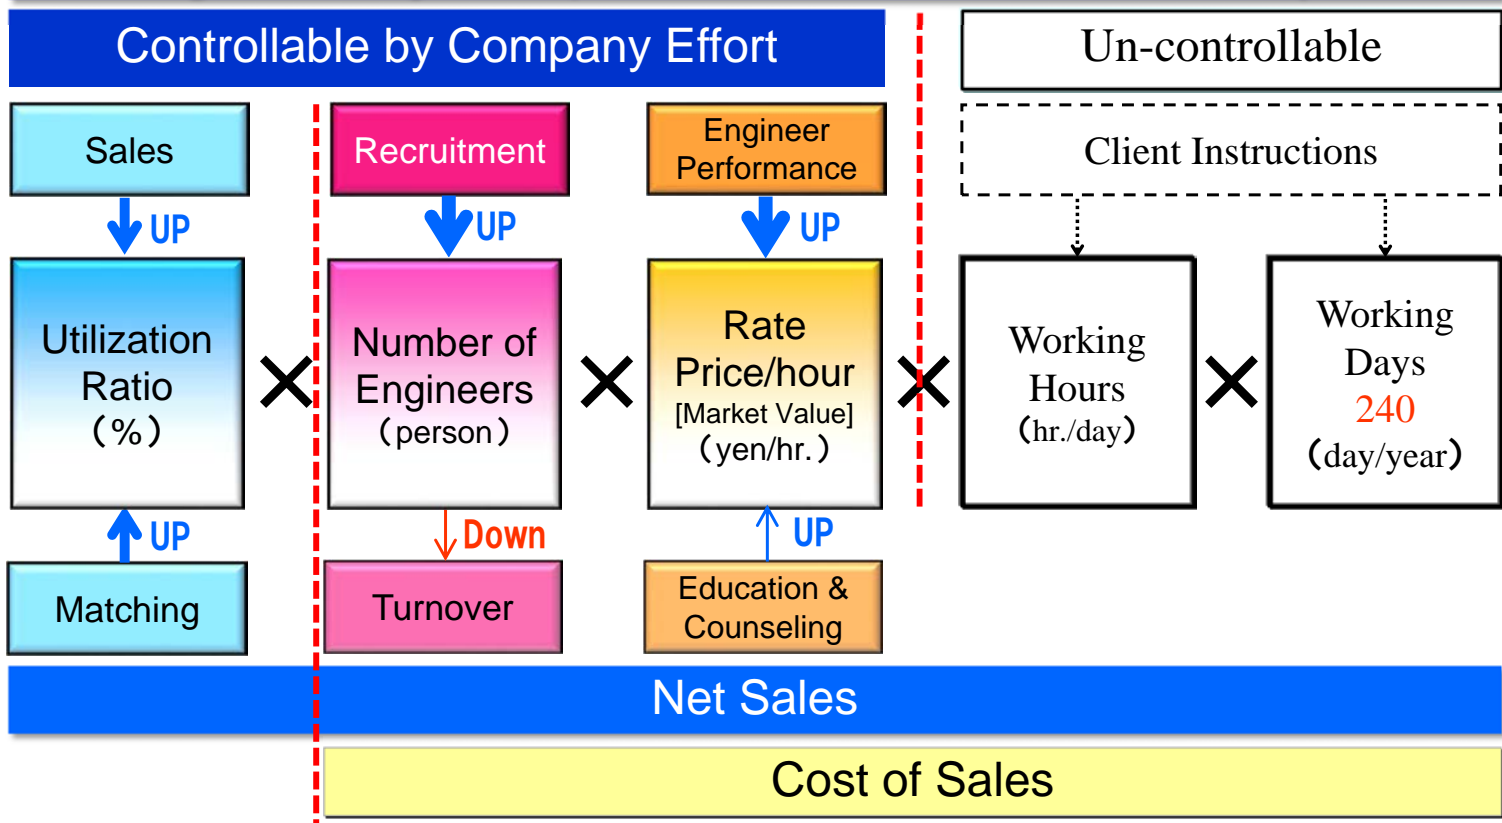 Controllable by Company Effort
Un-controllable
Sales
Recruitment
Engineer
Performance
Client Instructions
UP
UP
UP
Utilization
Ratio
(%)
×
Number of
Engineers
(person)
×
Rate
Price/hour
[Market Value]
(yen/hr.)
×
Working
Hours
(hr./day)
×
Working
Days
240
(day/year)
UP
Down
UP
Matching
Turnover
Education &
Counseling
Net Sales
Cost of Sales